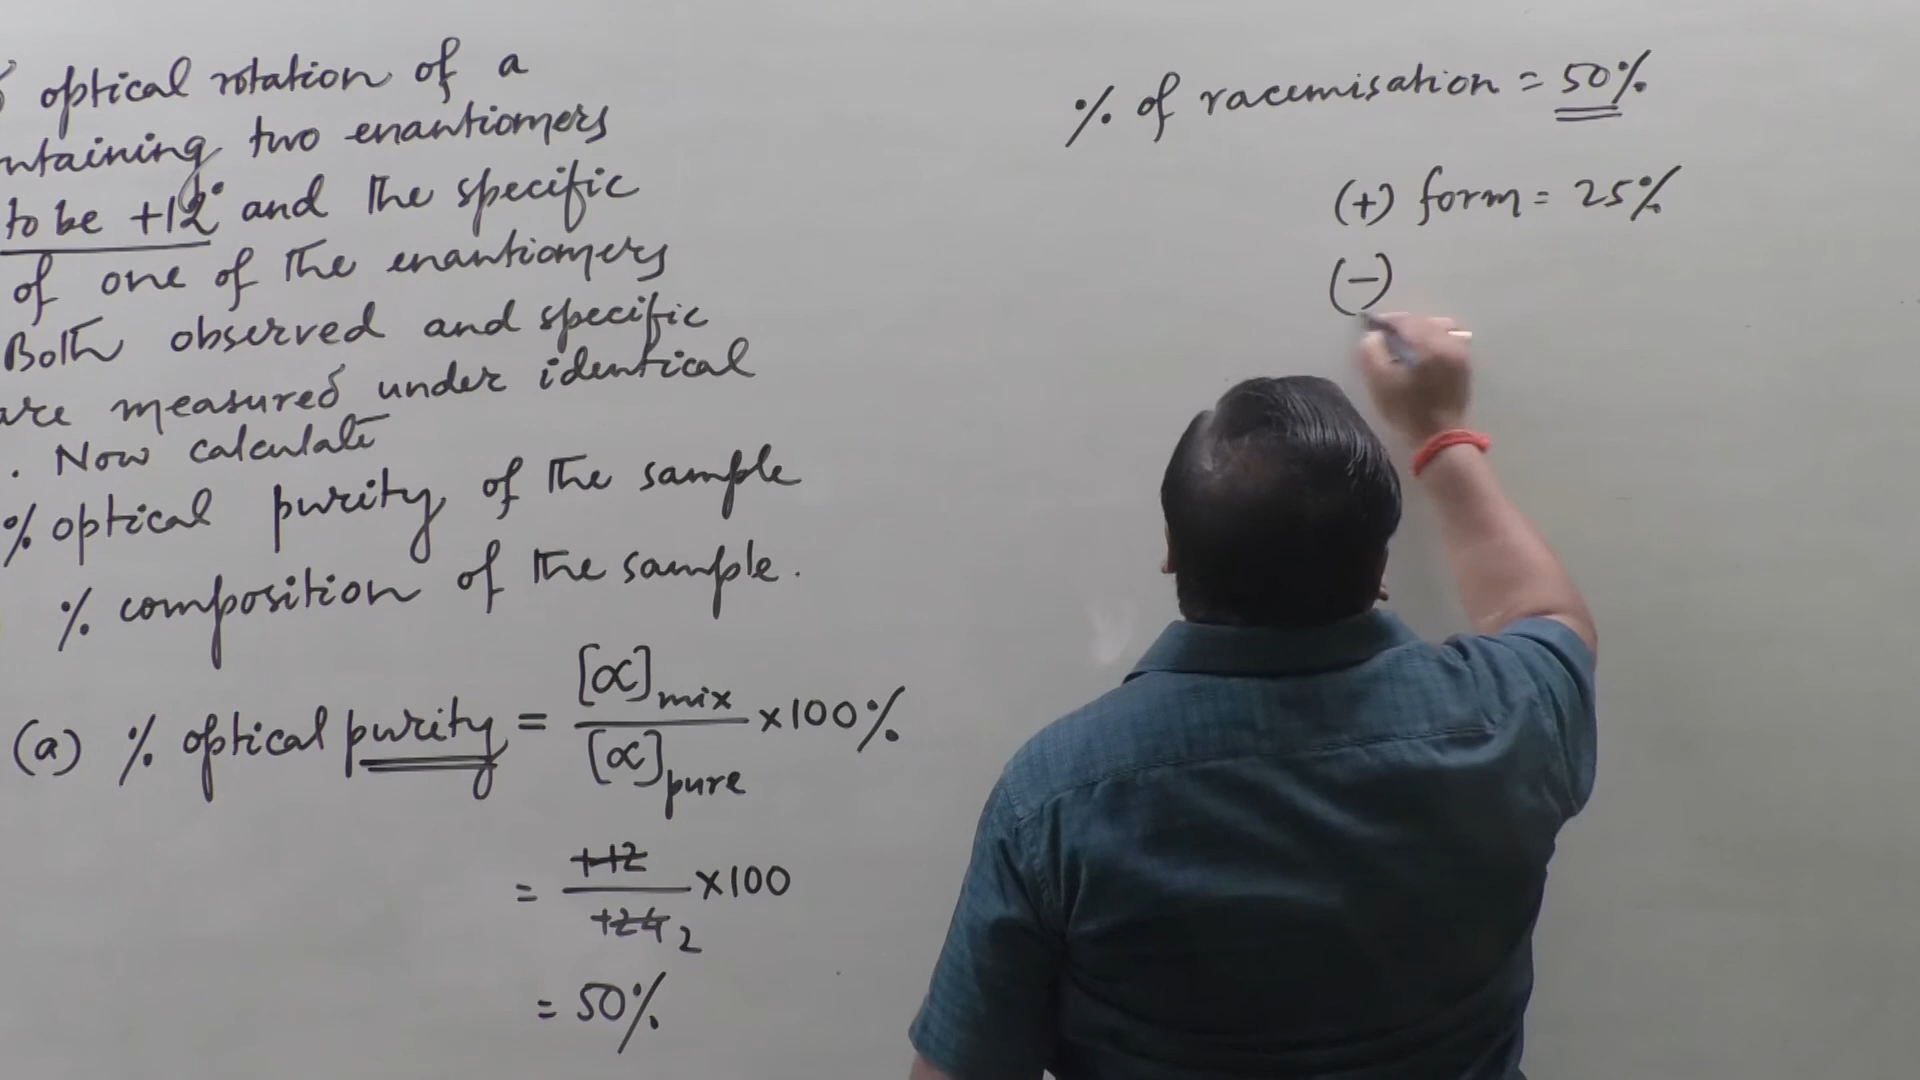 optical rotation of a
ntaining two enantiomers
to be +12° and the specific
of one of the enantiomers
Both observed and specific
are measured under identical
. Now calculate
% optical purity of the sample
% composition of the sample.
(a) % optical purity = [α]mix / [α]pure ×100%
= +12 / +24 2 ×100
= 50%
% of racemisation = 50%
(+) form = 25%
(-)